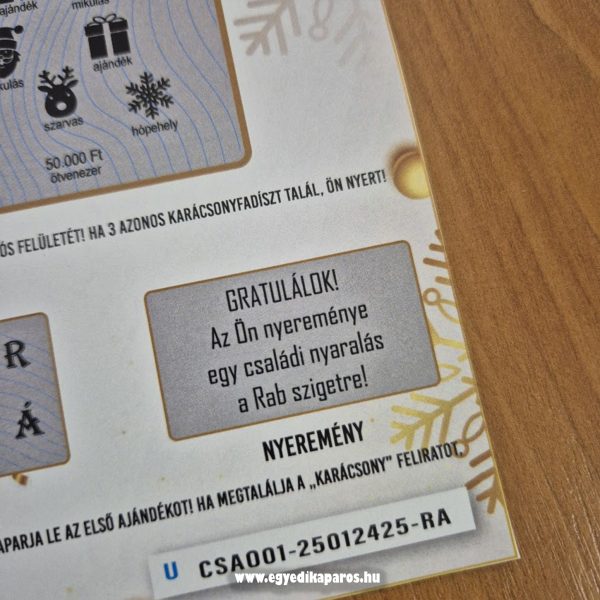 ajándék
mikulás
mikulás
ajándék
szarvas
hópehely
50.000 Ft
ötvenezer
FELÜLETÉT! HA 3 AZONOS KARÁCSONYFADÍSZT TALÁL, ÖN NYERT!
R
Á
GRATULÁLOK!
Az Ön nyereménye
egy családi nyaralás
a Rab szigetre!
NYEREMÉNY
APARJA LE AZ ELSŐ AJÁNDÉKOT! HA MEGTALÁLJA A „KARÁCSONY" FELIRATOT,
U CSA001-25012425-RA
www.egyedikaparos.hu